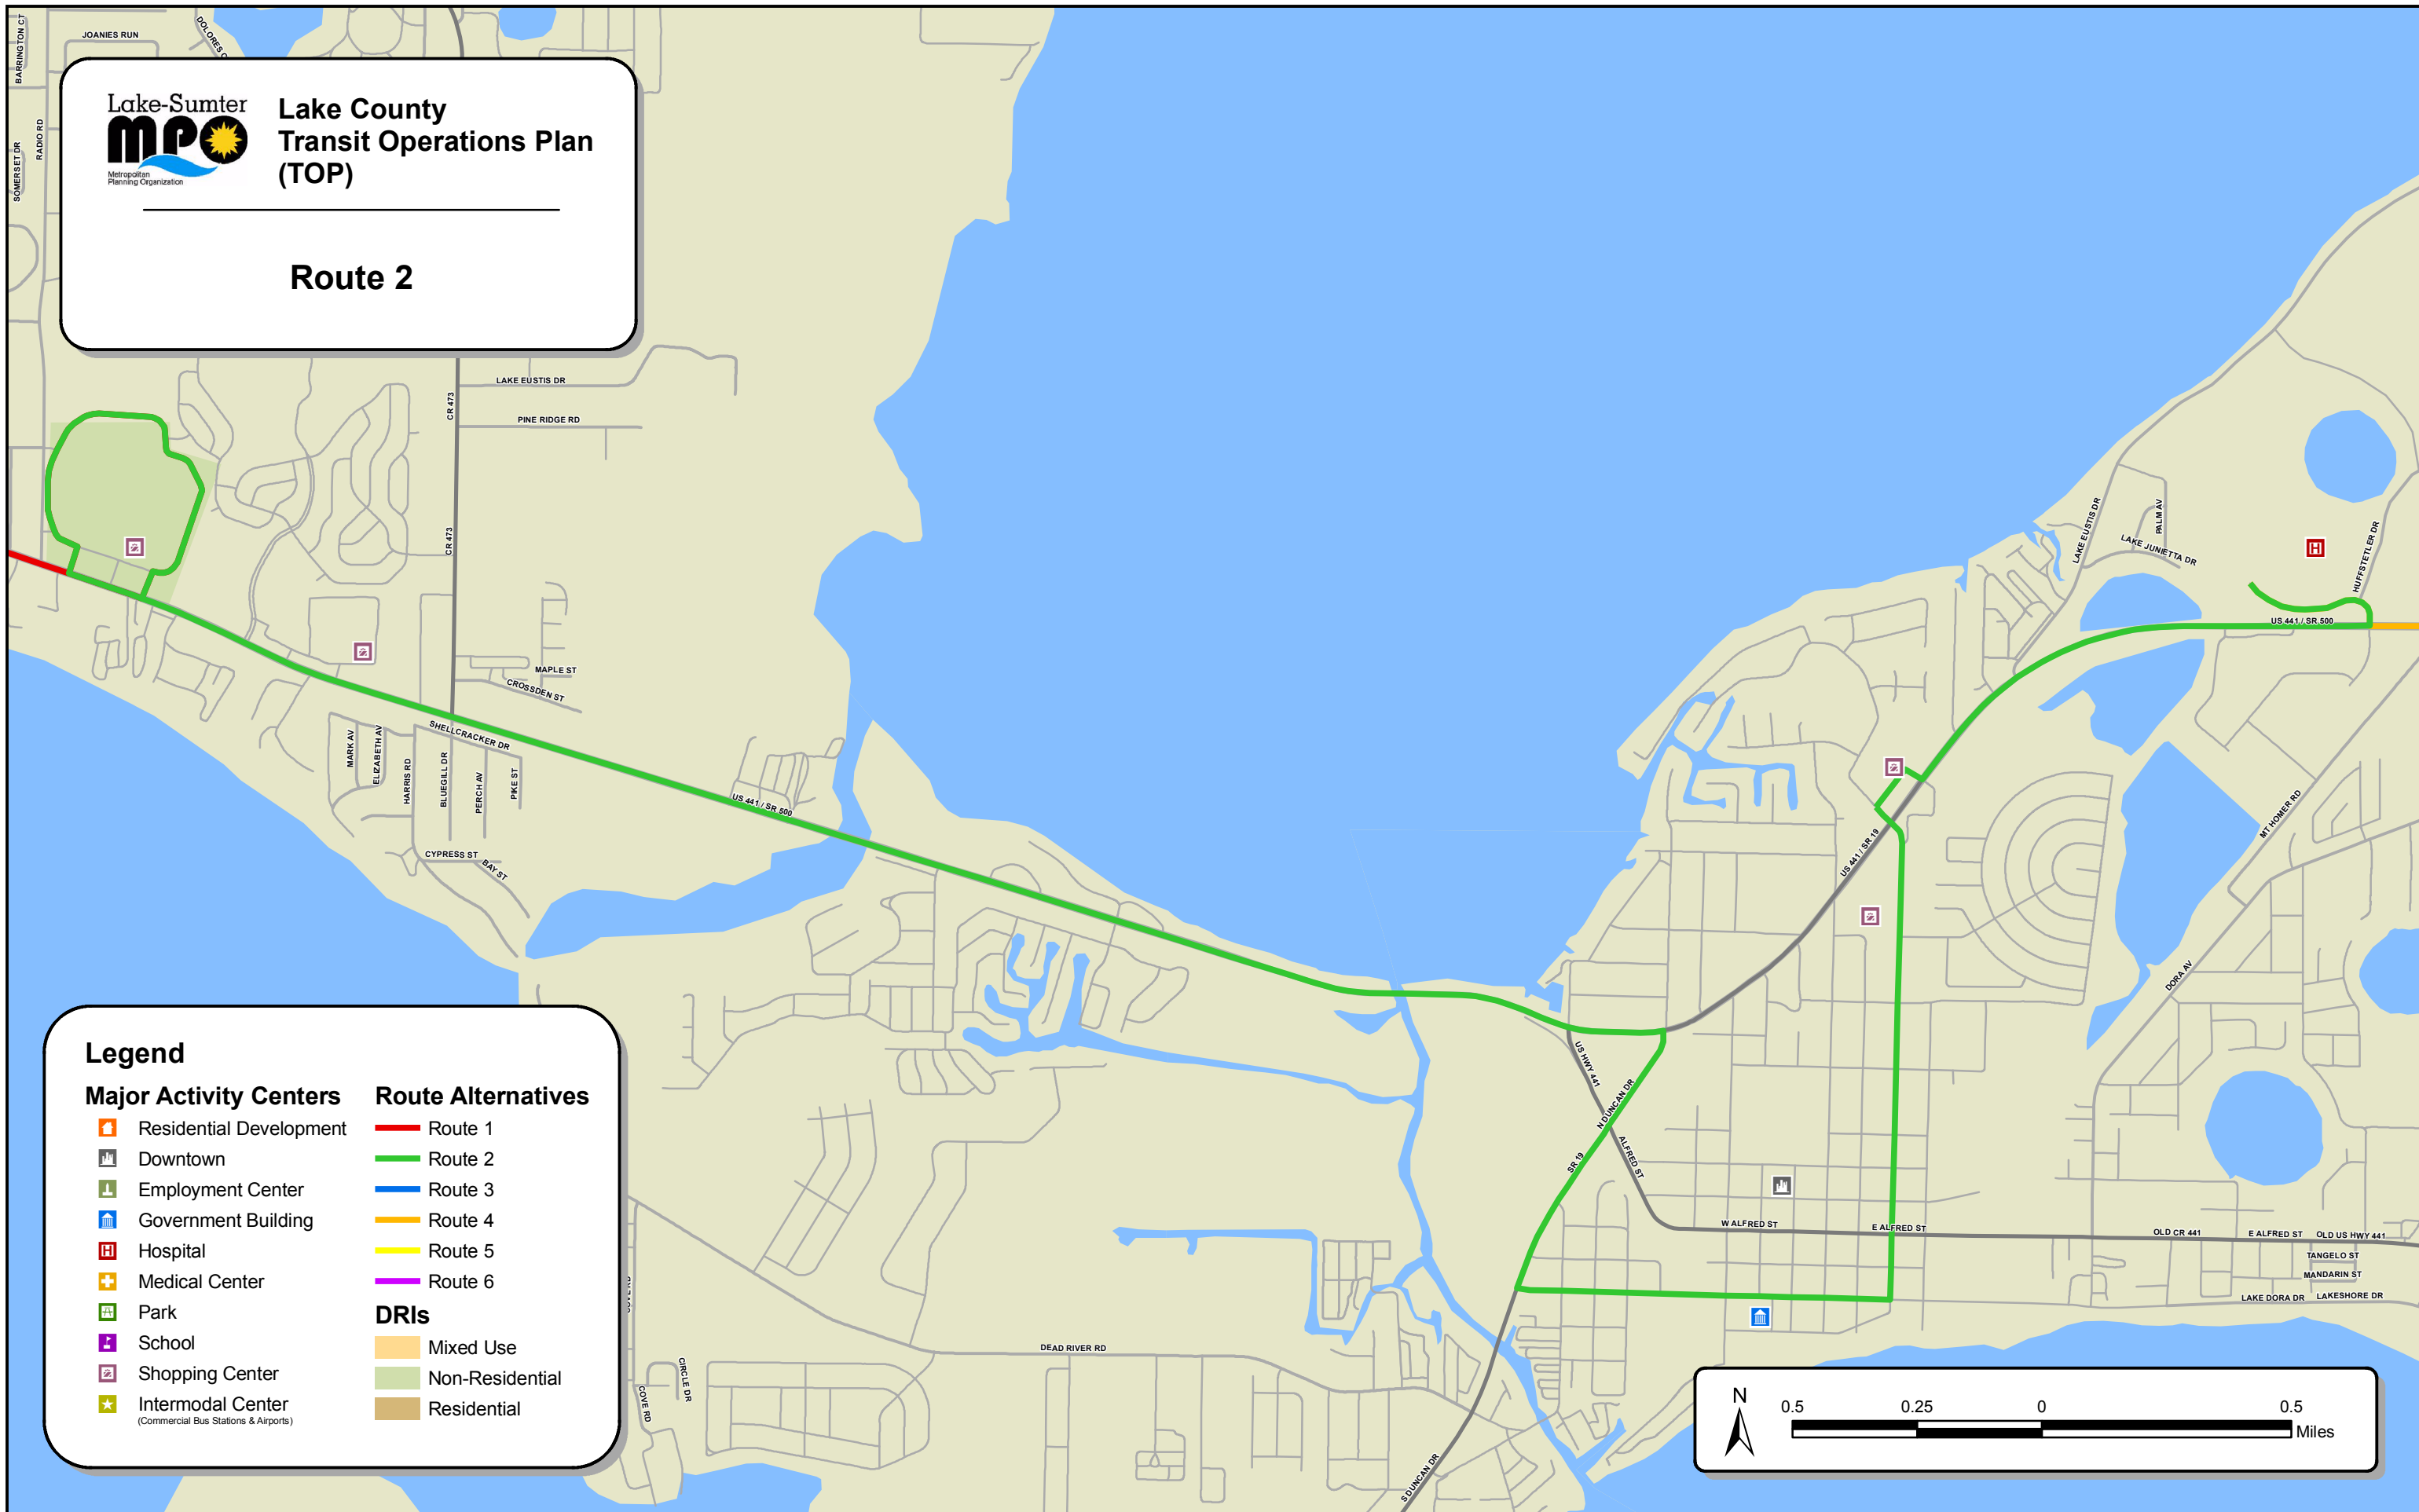 BARRINGTON CT
JOANIES RUN
DOLORES C
SOMERSET DR
RADIO RD
Lake-Sumter
MPO
Metropolitan
Planning Organization
Lake County
Transit Operations Plan
(TOP)
Route 2
LAKE EUSTIS DR
CR 473
PINE RIDGE RD
CR 473
MAPLE ST
CROSSDEN ST
SHELLCRACKER DR
MARK AV
ELIZABETH AV
HARRIS RD
BLUEGILL DR
PERCH AV
PIKE ST
CYPRESS ST
BAY ST
US 441 / SR 500
LAKE EUSTIS DR
PALM AV
LAKE JUNIETTA DR
H
HUFFSTETLER DR
US 441 / SR 500
US 441 / SR 19
MT HOMER RD
DORA AV
US HWY 441
N DUNCAN DR
ALFRED ST
SR 19
W ALFRED ST
E ALFRED ST
OLD CR 441
E ALFRED ST
OLD US HWY 441
TANGELO ST
MANDARIN ST
LAKE DORA DR
LAKESHORE DR
DEAD RIVER RD
CIRCLE DR
COVE RD
S DUNCAN DR
Legend
Major Activity Centers
Residential Development
Downtown
Employment Center
Government Building
H Hospital
Medical Center
Park
School
Shopping Center
Intermodal Center
(Commercial Bus Stations & Airports)
Route Alternatives
Route 1
Route 2
Route 3
Route 4
Route 5
Route 6
DRIs
Mixed Use
Non-Residential
Residential
N
0.5 0.25 0 0.5
Miles